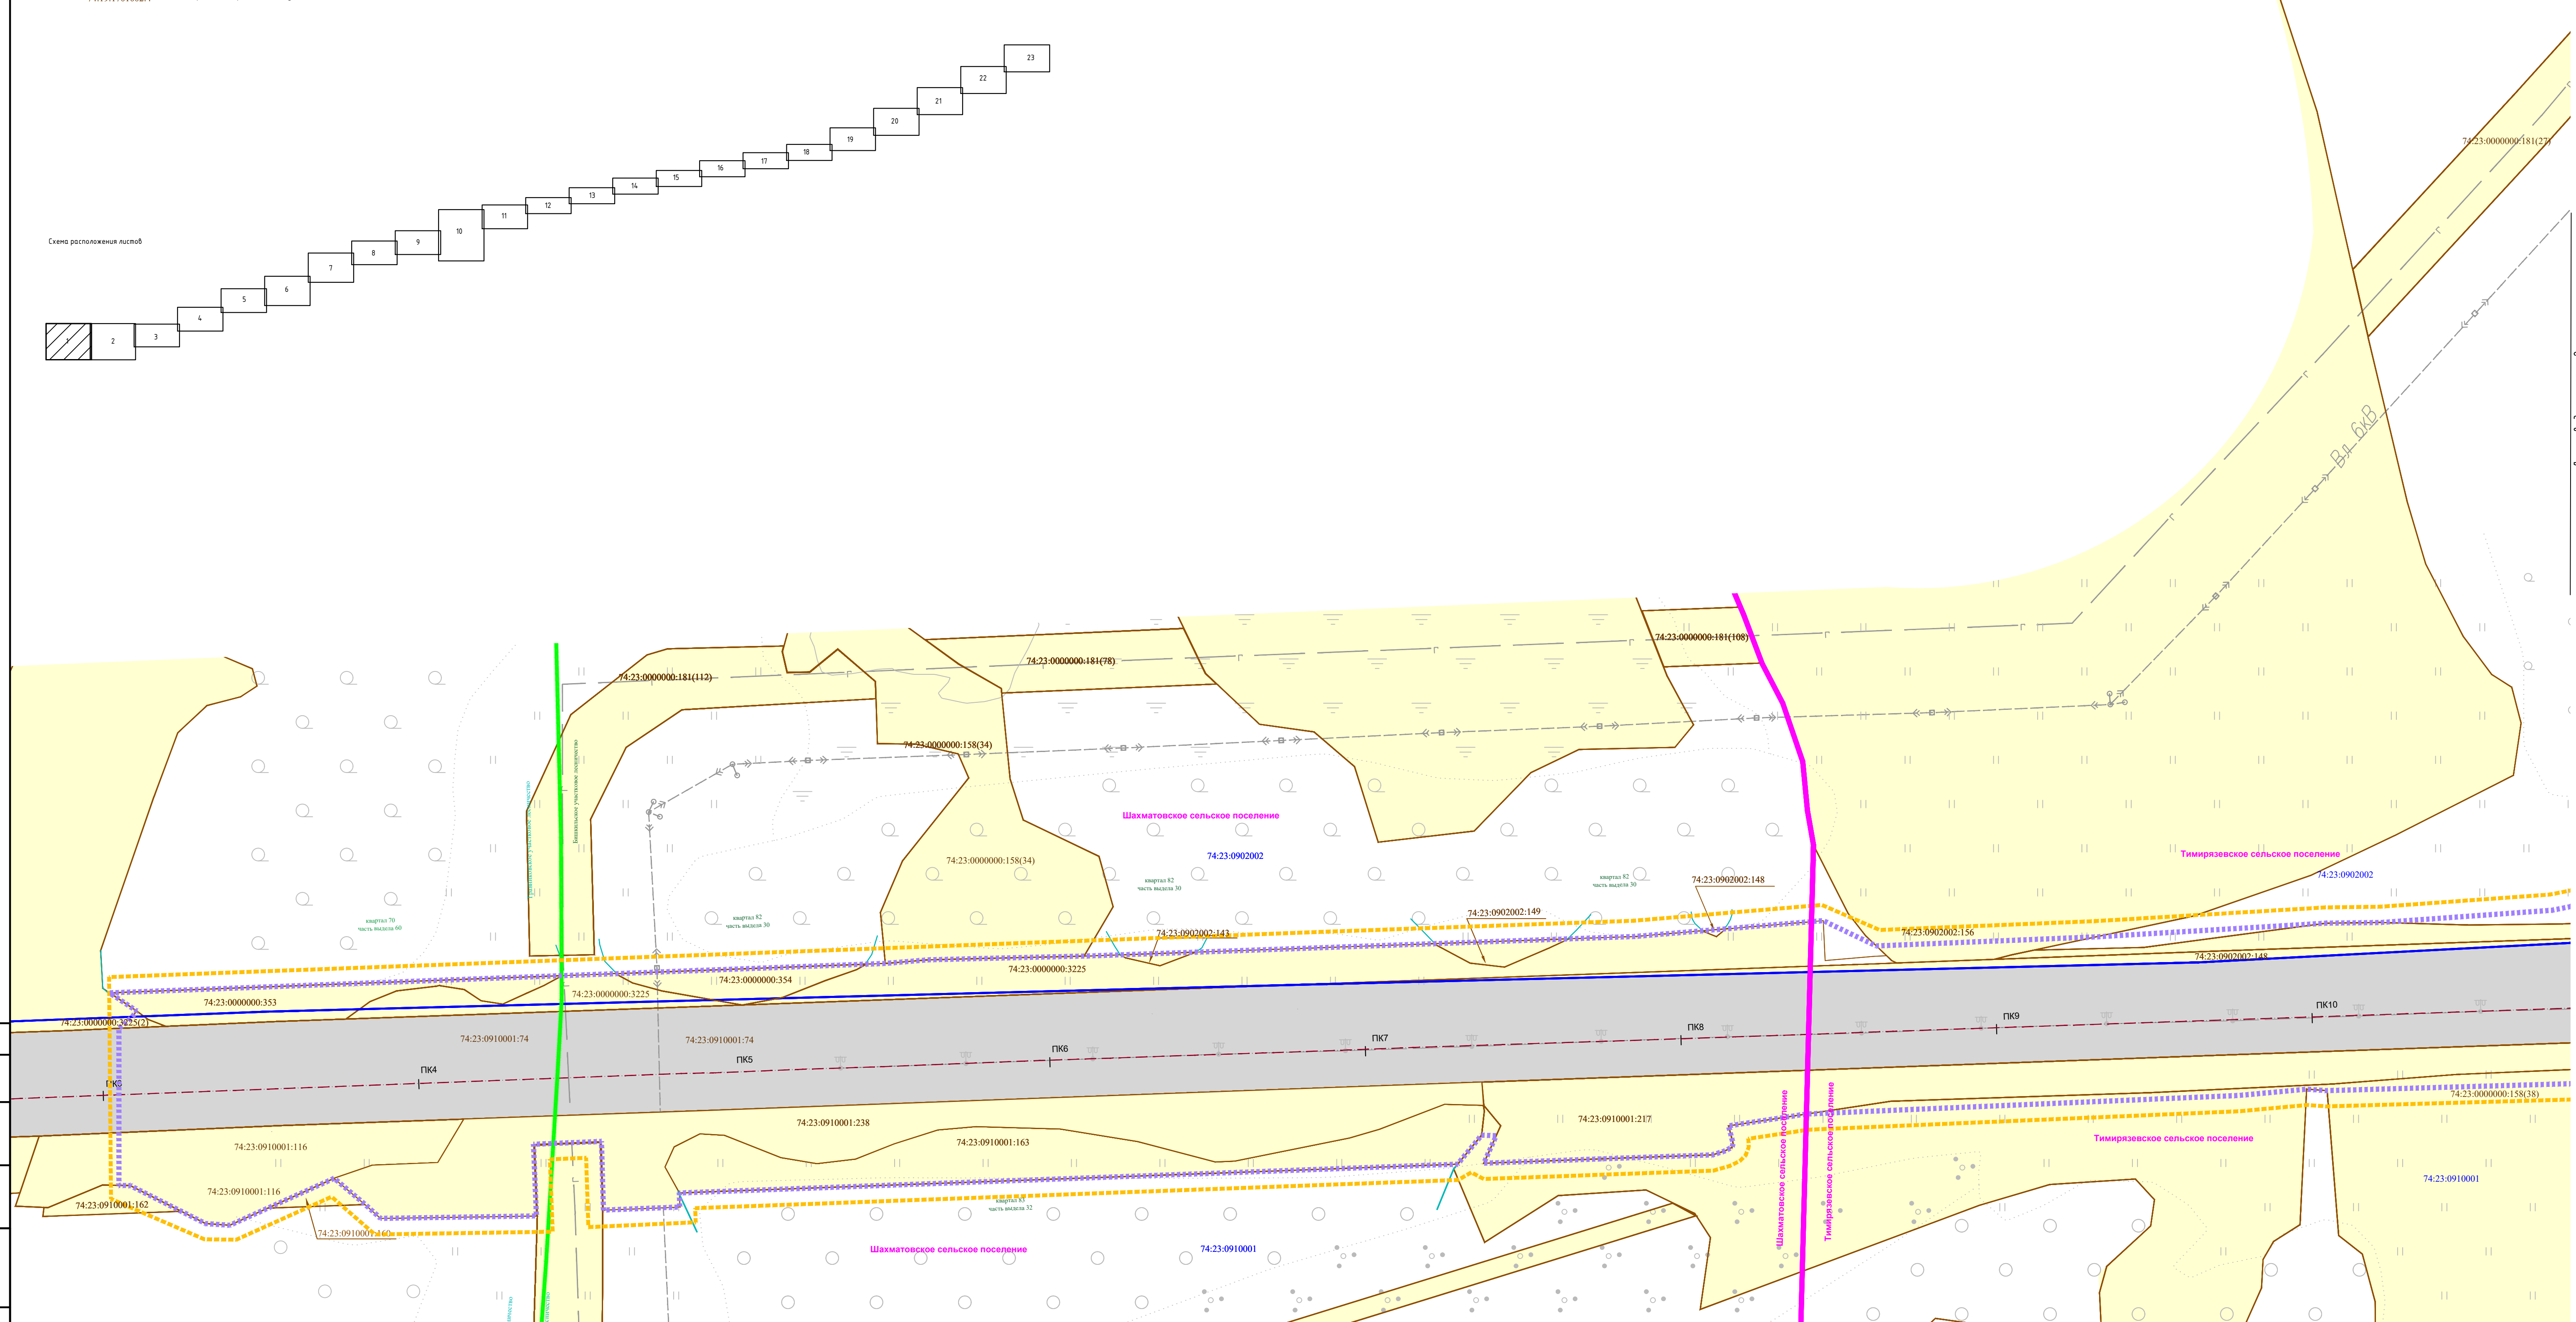 23
22
21
20
19
18
17
16
15
14
13
12
11
10
9
8
7
6
5
4
3
2
1
Схема расположения листов
74:23:0000000:181(27)
Вл 6кВ
74:23:0000000:181(108)
74:23:0000000:181(78)
74:23:0000000:181(112)
74:23:0000000:158(34)
Бишкильское участковое лесничество
Шахматовское сельское поселение
74:23:0902002
Тимирязевское сельское поселение
74:23:0902002
74:23:0000000:158(34)
квартал 82
часть выдела 30
квартал 82
часть выдела 30
74:23:0902002:148
74:23:0902002:149
квартал 70
часть выдела 60
квартал 82
часть выдела 30
74:23:0902002:143
74:23:0902002:156
74:23:0902002:148
74:23:0000000:3225
74:23:0000000:354
74:23:0000000:3225
74:23:0000000:353
74:23:0000000:3225(2)
74:23:0910001:74
74:23:0910001:74
ПК3
ПК4
ПК5
ПК6
ПК7
ПК8
ПК9
ПК10
74:23:0910001:238
74:23:0910001:217
74:23:0000000:158(38)
74:23:0910001:163
74:23:0910001:116
74:23:0910001:116
74:23:0910001:162
74:23:0910001:160
Шахматовское сельское поселение
Тимирязевское сельское поселение
Тимирязевское сельское поселение
74:23:0910001
квартал 83
часть выдела 32
Шахматовское сельское поселение
74:23:0910001